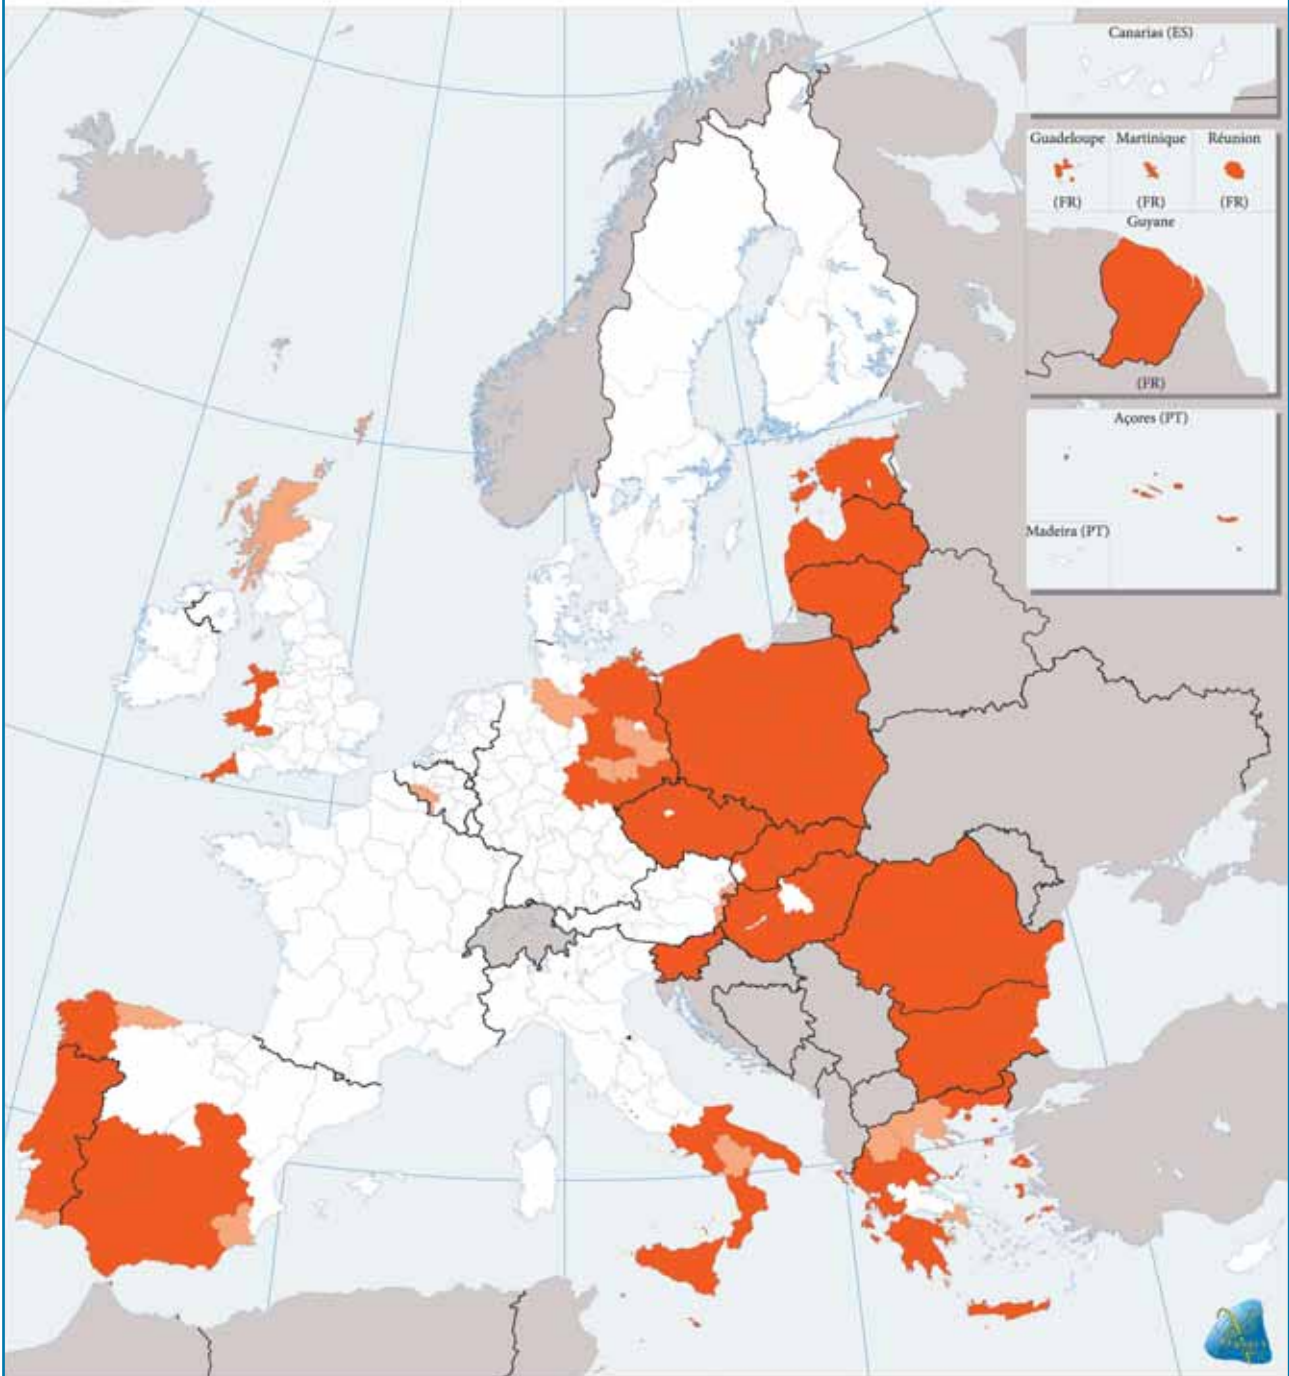 Canarias (ES)
Guadeloupe Martinique Réunion
(FR) (FR) (FR)
Guyane
(FR)
Açores (PT)
Madeira (PT)